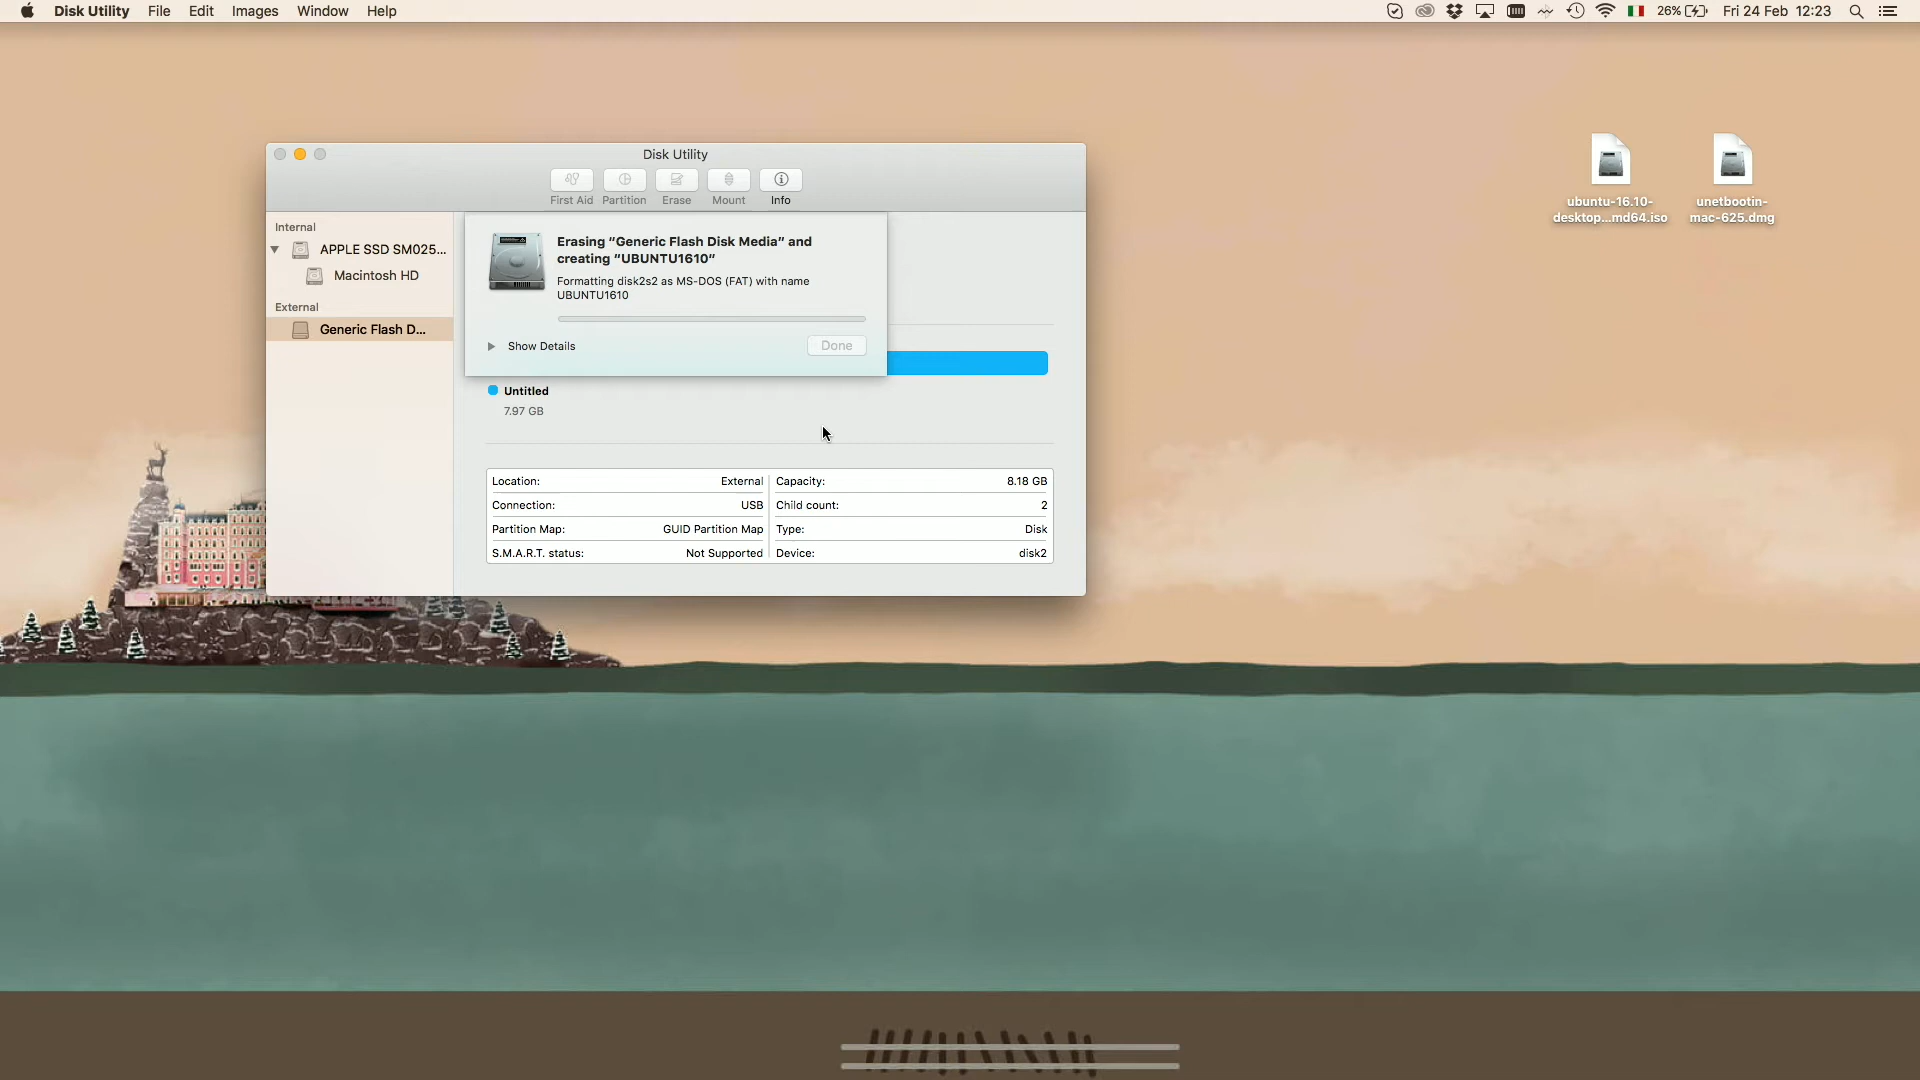 Disk Utility File Edit Images Window Help 26% Fri 24 Feb 12:23
Disk Utility
First Aid Partition Erase Mount Info
Internal
APPLE SSD SM025...
Macintosh HD
External
Generic Flash D...
Erasing “Generic Flash Disk Media” and
creating “UBUNTU1610”
Formatting disk2s2 as MS-DOS (FAT) with name
UBUNTU1610
Show Details Done
Untitled
7.97 GB
Location: External Capacity: 8.18 GB
Connection: USB Child count: 2
Partition Map: GUID Partition Map Type: Disk
S.M.A.R.T. status: Not Supported Device: disk2
ubuntu-16.10-
desktop...md64.iso
unetbootin-
mac-625.dmg